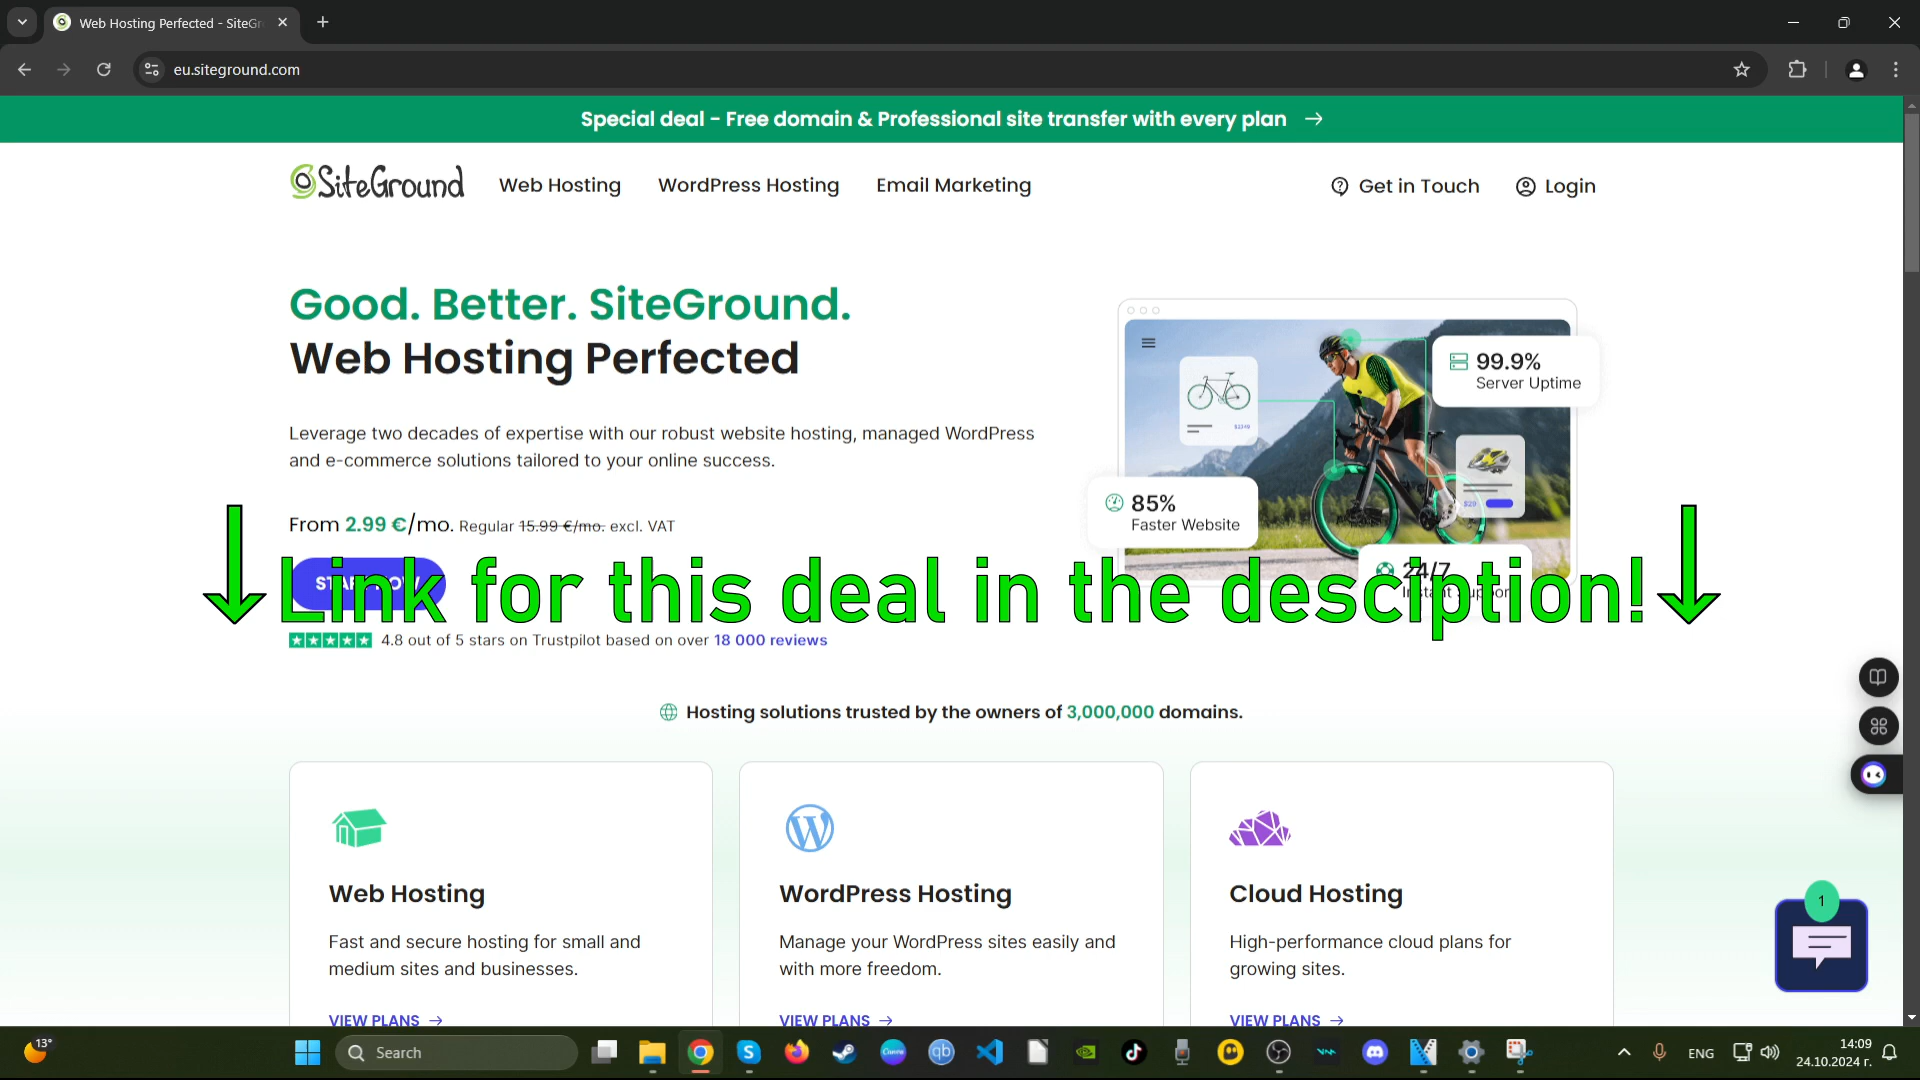 Web Hosting Perfected - SiteGr
eu.siteground.com
Special deal - Free domain & Professional site transfer with every plan →
SiteGround
Web Hosting
WordPress Hosting
Email Marketing
Get in Touch
Login
Good. Better. SiteGround.
Web Hosting Perfected
Leverage two decades of expertise with our robust website hosting, managed WordPress
and e-commerce solutions tailored to your online success.
From 2.99 €/mo. Regular 15.99 €/mo. excl. VAT
99.9%
Server Uptime
$1349
$29
85%
Faster Website
24/7
Instant Support
Link for this deal in the desciption!
4.8 out of 5 stars on Trustpilot based on over 18 000 reviews
Hosting solutions trusted by the owners of 3,000,000 domains.
Web Hosting
Fast and secure hosting for small and
medium sites and businesses.
VIEW PLANS →
WordPress Hosting
Manage your WordPress sites easily and
with more freedom.
VIEW PLANS →
Cloud Hosting
High-performance cloud plans for
growing sites.
VIEW PLANS →
1
13°
Search
Canva
qb
ENG
14:09
24.10.2024 г.